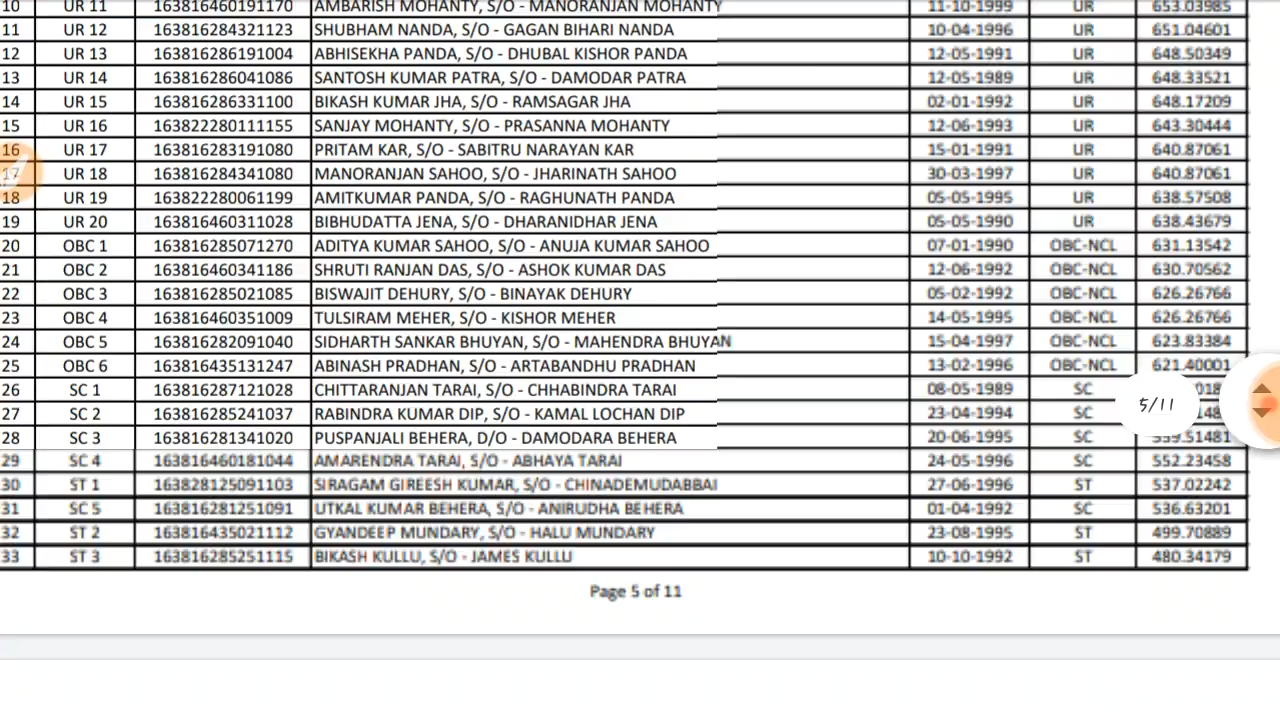 10 UR 11 163816460191170 AMBARISH MOHANTY, S/O - MANORANJAN MOHANTY 11-10-1999 UR 653.03985
11 UR 12 163816284321123 SHUBHAM NANDA, S/O - GAGAN BIHARI NANDA 10-04-1996 UR 651.04601
12 UR 13 163816286191004 ABHISEKHA PANDA, S/O - DHUBAL KISHOR PANDA 12-05-1991 UR 648.50349
13 UR 14 163816286041086 SANTOSH KUMAR PATRA, S/O - DAMODAR PATRA 12-05-1989 UR 648.33521
14 UR 15 163816286331100 BIKASH KUMAR JHA, S/O - RAMSAGAR JHA 02-01-1992 UR 648.17209
15 UR 16 163822280111155 SANJAY MOHANTY, S/O - PRASANNA MOHANTY 12-06-1993 UR 643.30444
16 UR 17 163816283191080 PRITAM KAR, S/O - SABITRU NARAYAN KAR 15-01-1991 UR 640.87061
17 UR 18 163816284341080 MANORANJAN SAHOO, S/O - JHARINATH SAHOO 30-03-1997 UR 640.87061
18 UR 19 163822280061199 AMITKUMAR PANDA, S/O - RAGHUNATH PANDA 05-05-1995 UR 638.57508
19 UR 20 163816460311028 BIBHUDATTA JENA, S/O - DHARANIDHAR JENA 05-05-1990 UR 638.43679
20 OBC 1 163816285071270 ADITYA KUMAR SAHOO, S/O - ANUJA KUMAR SAHOO 07-01-1990 OBC-NCL 631.13542
21 OBC 2 163816460341186 SHRUTI RANJAN DAS, S/O - ASHOK KUMAR DAS 12-06-1992 OBC-NCL 630.70562
22 OBC 3 163816285021085 BISWAJIT DEHURY, S/O - BINAYAK DEHURY 05-02-1992 OBC-NCL 626.26766
23 OBC 4 163816460351009 TULSIRAM MEHER, S/O - KISHOR MEHER 14-05-1995 OBC-NCL 626.26766
24 OBC 5 163816282091040 SIDHARTH SANKAR BHUYAN, S/O - MAHENDRA BHUYAN 15-04-1997 OBC-NCL 623.83384
25 OBC 6 163816435131247 ABINASH PRADHAN, S/O - ARTABANDHU PRADHAN 13-02-1996 OBC-NCL 621.40001
26 SC 1 163816287121028 CHITTARANJAN TARAI, S/O - CHHABINDRA TARAI 08-05-1989 SC
27 SC 2 163816285241037 RABINDRA KUMAR DIP, S/O - KAMAL LOCHAN DIP 23-04-1994 SC
5/11
28 SC 3 163816281341020 PUSPANJALI BEHERA, D/O - DAMODARA BEHERA 20-06-1995 SC
29 SC 4 163816460181044 AMARENDRA TARAI, S/O - ABHAYA TARAI 24-05-1996 SC 552.23458
30 ST 1 163828125091103 SIRAGAM GIREESH KUMAR, S/O - CHINADEMUDABBAI 27-06-1996 ST 537.02242
31 SC 5 163816281251091 UTKAL KUMAR BEHERA, S/O - ANIRUDHA BEHERA 01-04-1992 SC 536.63201
32 ST 2 163816435021112 GYANDEEP MUNDARY, S/O - HALU MUNDARY 23-08-1995 ST 499.70889
33 ST 3 163816285251115 BIKASH KULLU, S/O - JAMES KULLU 10-10-1992 ST 480.34179
Page 5 of 11